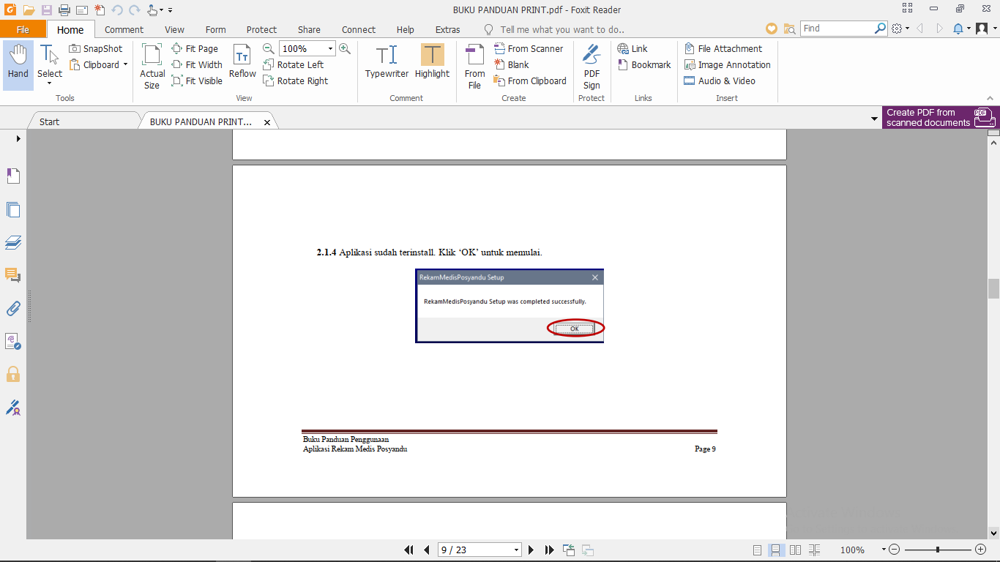 BUKU PANDUAN PRINT.pdf - Foxit Reader
File Home Comment View Form Protect Share Connect Help Extras Tell me what you want to do.. Find
Hand
Select
SnapShot
Clipboard
Tools
Actual Size
Fit Page
Fit Width
Fit Visible
Reflow
100%
Rotate Left
Rotate Right
View
Typewriter
Highlight
Comment
From File
From Scanner
Blank
From Clipboard
Create
PDF Sign
Protect
Link
Bookmark
Links
File Attachment
Image Annotation
Audio & Video
Insert
Start
BUKU PANDUAN PRINT...
Create PDF from
scanned documents
PDF
2.1.4 Aplikasi sudah terinstall. Klik ‘OK’ untuk memulai.
RekamMedisPosyandu Setup
RekamMedisPosyandu Setup was completed successfully.
OK
Buku Panduan Penggunaan
Aplikasi Rekam Medis Posyandu Page 9
9 / 23
100%